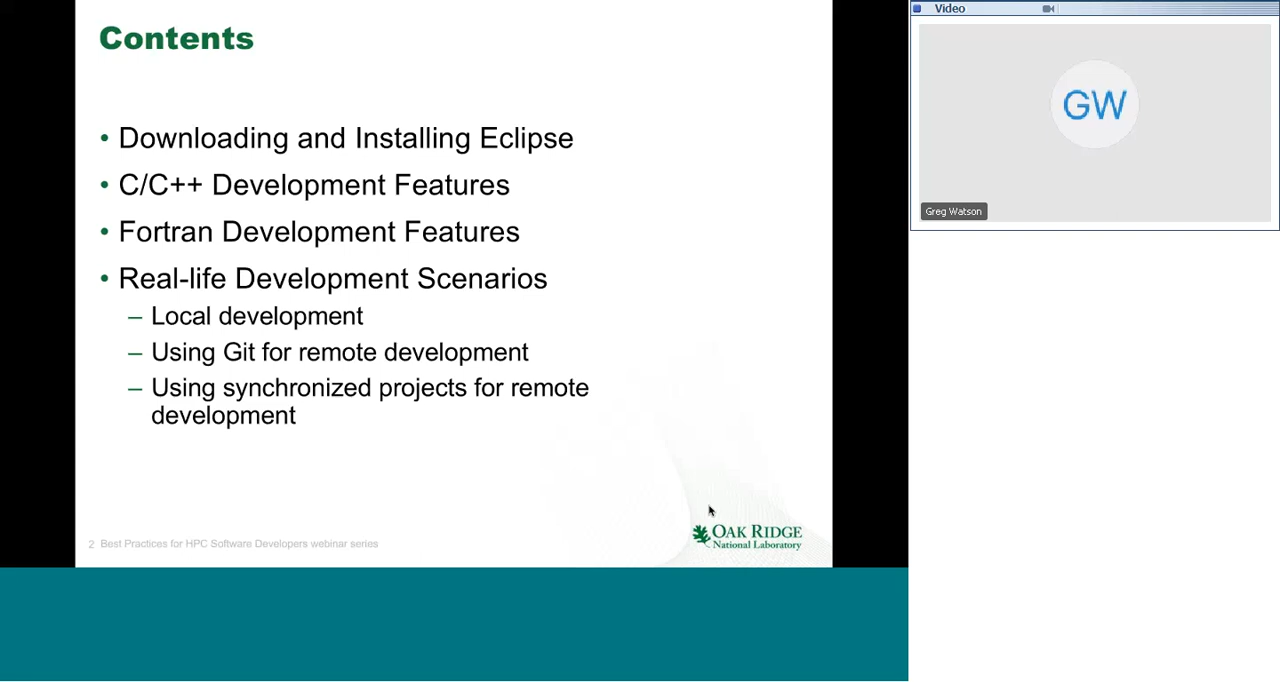 Contents
• Downloading and Installing Eclipse
• C/C++ Development Features
• Fortran Development Features
• Real-life Development Scenarios
– Local development
– Using Git for remote development
– Using synchronized projects for remote
development
OAK RIDGE
National Laboratory
2 Best Practices for HPC Software Developers webinar series
Video
GW
Greg Watson